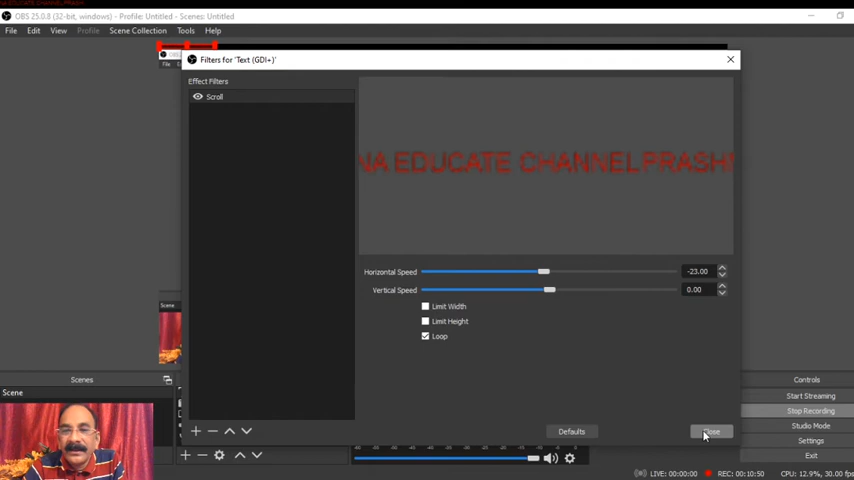 NA EDUCATE CHANNELPRASH
OBS 25.0.8 (32-bit, windows) - Profile: Untitled - Scenes: Untitled
File Edit View Profile Scene Collection Tools Help
Filters for 'Text (GDI+)'
Effect Filters
Scroll
NA EDUCATE CHANNELPRASH
Horizontal Speed -23.00
Vertical Speed 0.00
Limit Width
Limit Height
Loop
Defaults
Close
Scene
Scenes
Scene
Controls
Start Streaming
Stop Recording
Studio Mode
Settings
Exit
LIVE: 00:00:00 REC: 00:10:50 CPU: 12.9%, 30.00 fps